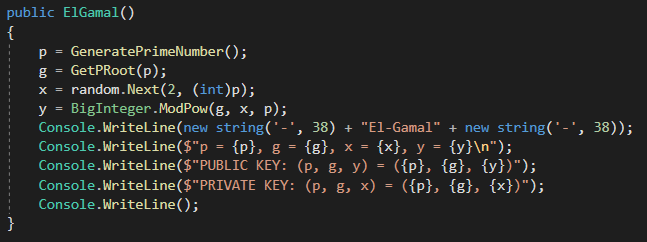 public ElGamal()
{
p = GeneratePrimeNumber();
g = GetPRoot(p);
x = random.Next(2, (int)p);
y = BigInteger.ModPow(g, x, p);
Console.WriteLine(new string('-', 38) + "El-Gamal" + new string('-', 38));
Console.WriteLine($"p = {p}, g = {g}, x = {x}, y = {y}\n");
Console.WriteLine($"PUBLIC KEY: (p, g, y) = ({p}, {g}, {y})");
Console.WriteLine($"PRIVATE KEY: (p, g, x) = ({p}, {g}, {x})");
Console.WriteLine();
}